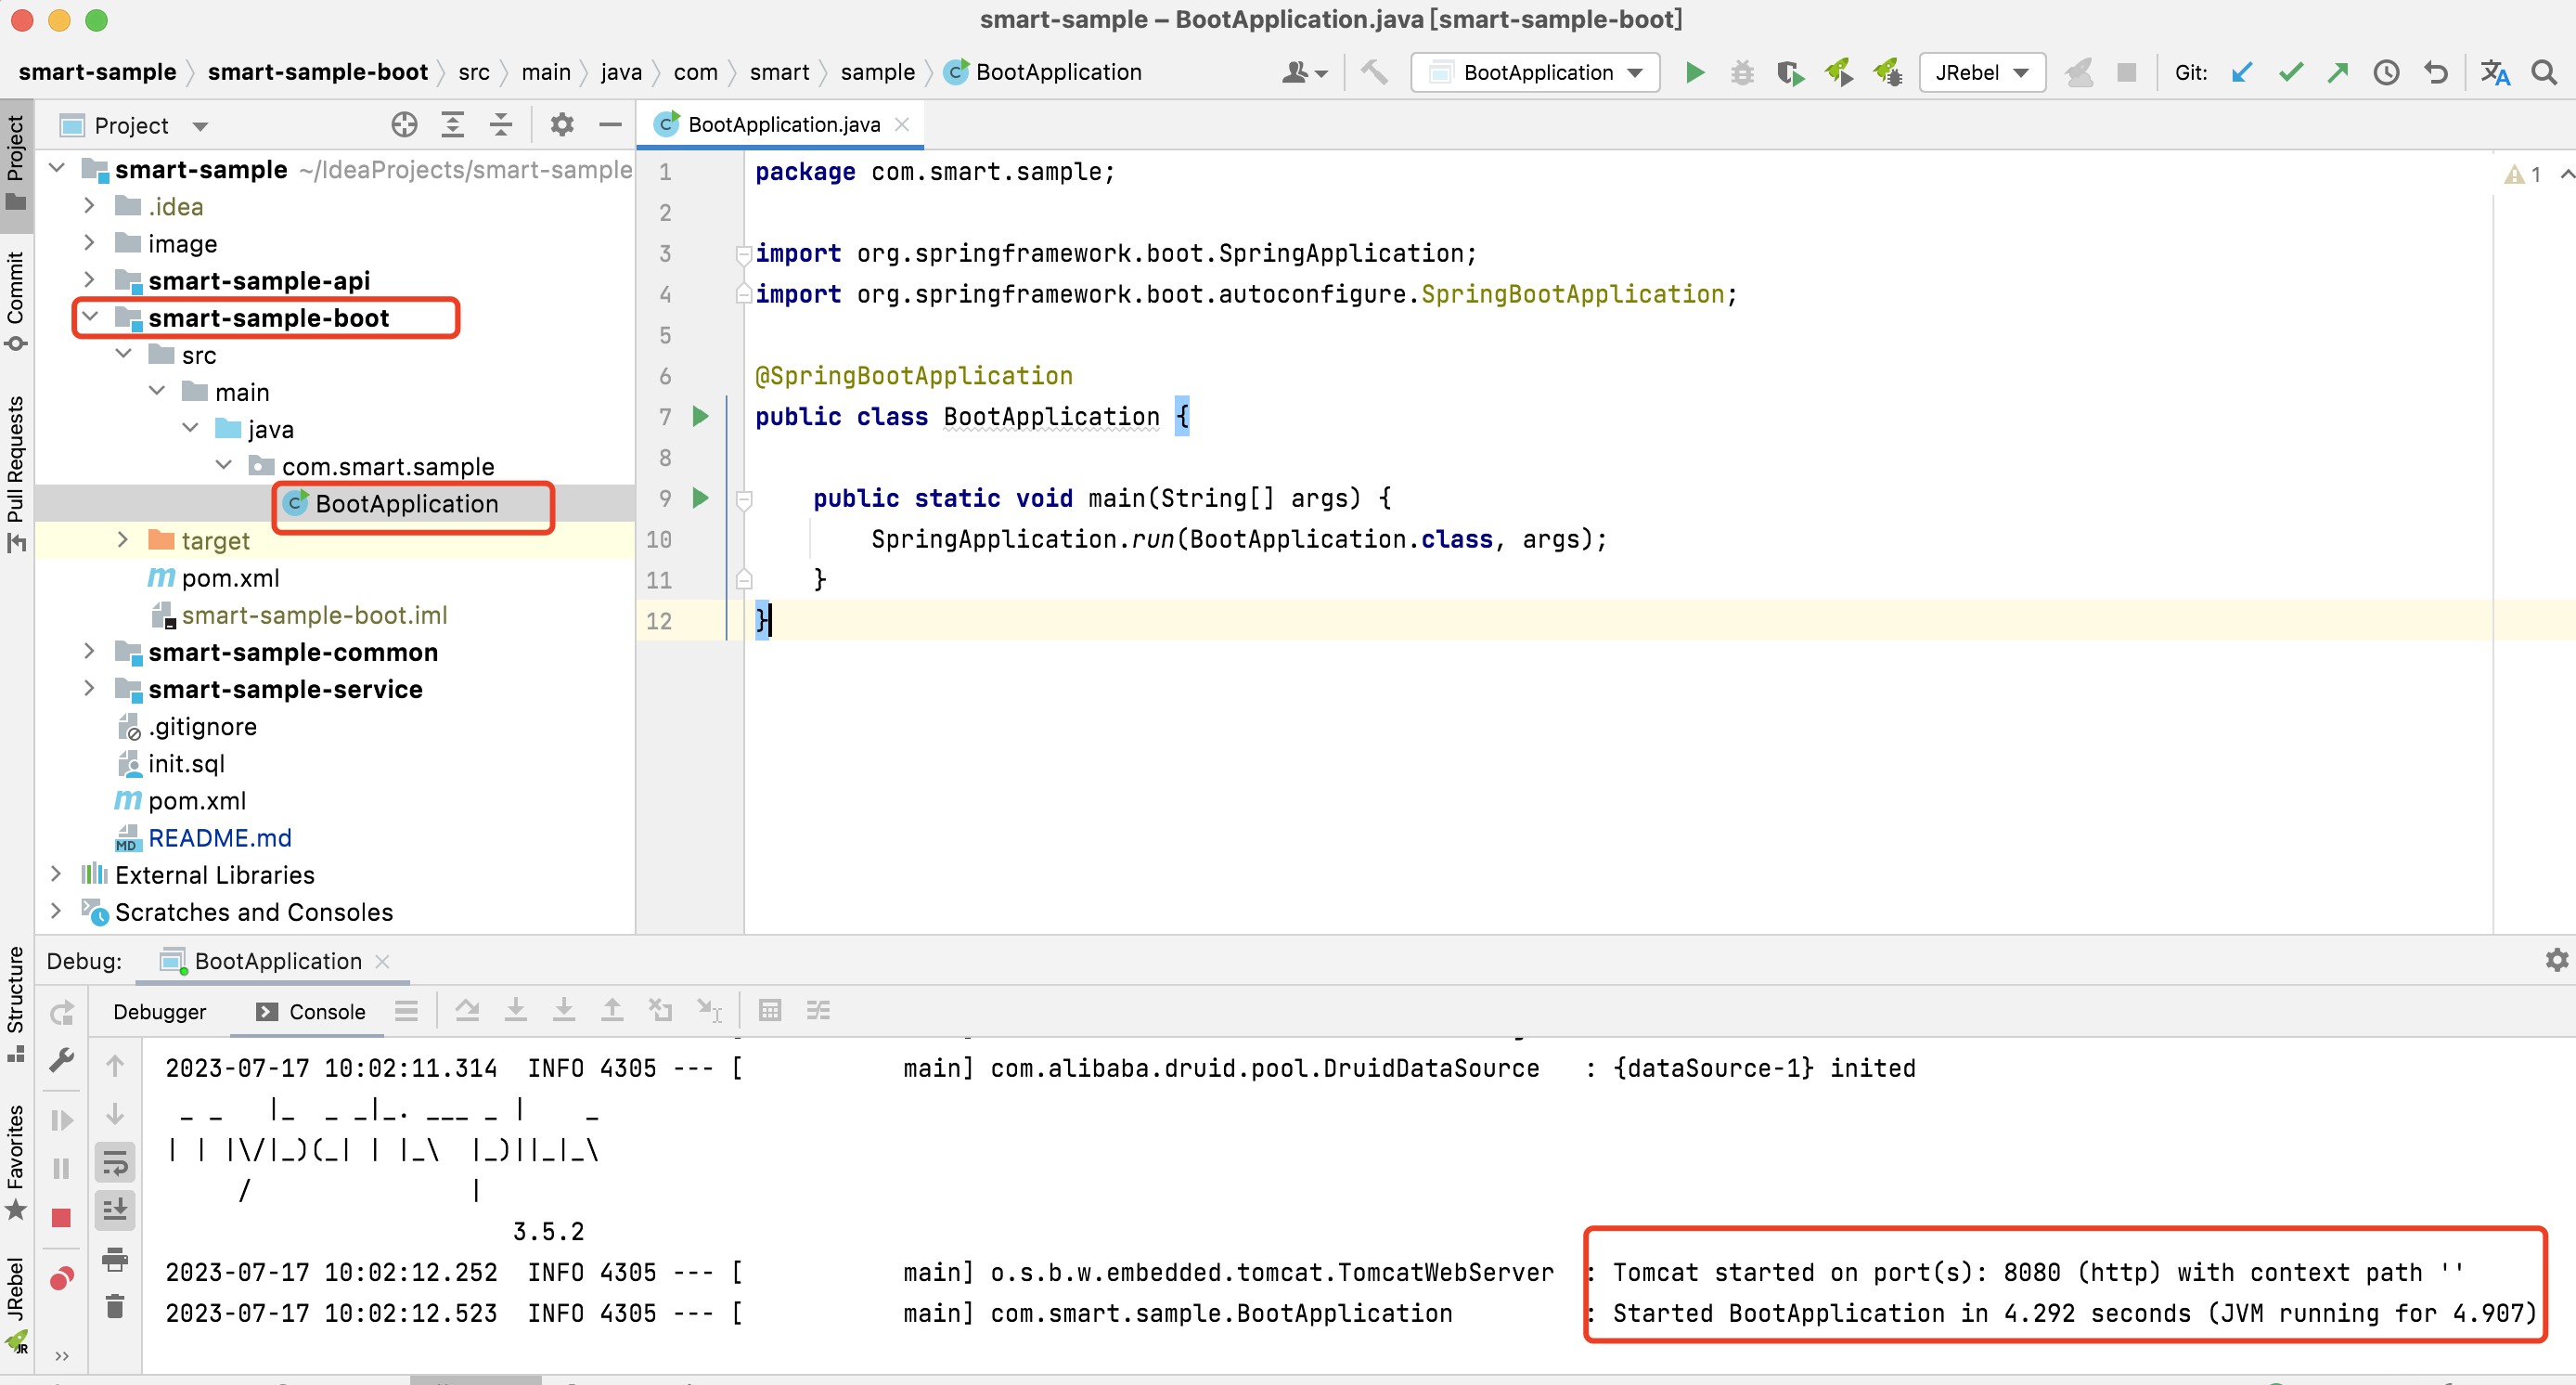 smart-sample – BootApplication.java [smart-sample-boot]
smart-sample smart-sample-boot src main java com smart sample BootApplication
BootApplication
JRebel
Git:
Project
Commit
Pull Requests
Structure
Favorites
JRebel
Project
smart-sample ~/IdeaProjects/smart-sample
.idea
image
smart-sample-api
smart-sample-boot
src
main
java
com.smart.sample
BootApplication
target
pom.xml
smart-sample-boot.iml
smart-sample-common
smart-sample-service
.gitignore
init.sql
pom.xml
README.md
External Libraries
Scratches and Consoles
BootApplication.java
1
1 package com.smart.sample;
2
3 import org.springframework.boot.SpringApplication;
4 import org.springframework.boot.autoconfigure.SpringBootApplication;
5
6 @SpringBootApplication
7 public class BootApplication {
8
9 public static void main(String[] args) {
10 SpringApplication.run(BootApplication.class, args);
11 }
12 }
Debug: BootApplication
Debugger Console
2023-07-17 10:02:11.314  INFO 4305 --- [           main] com.alibaba.druid.pool.DruidDataSource   : {dataSource-1} inited
 _ _   |_  _ _|_. ___ _ |    _
| | |\/|_)(_| | |_\  |_)||_|_\
     /               |
                        3.5.2
2023-07-17 10:02:12.252  INFO 4305 --- [           main] o.s.b.w.embedded.tomcat.TomcatWebServer  : Tomcat started on port(s): 8080 (http) with context path ''
2023-07-17 10:02:12.523  INFO 4305 --- [           main] com.smart.sample.BootApplication         : Started BootApplication in 4.292 seconds (JVM running for 4.907)